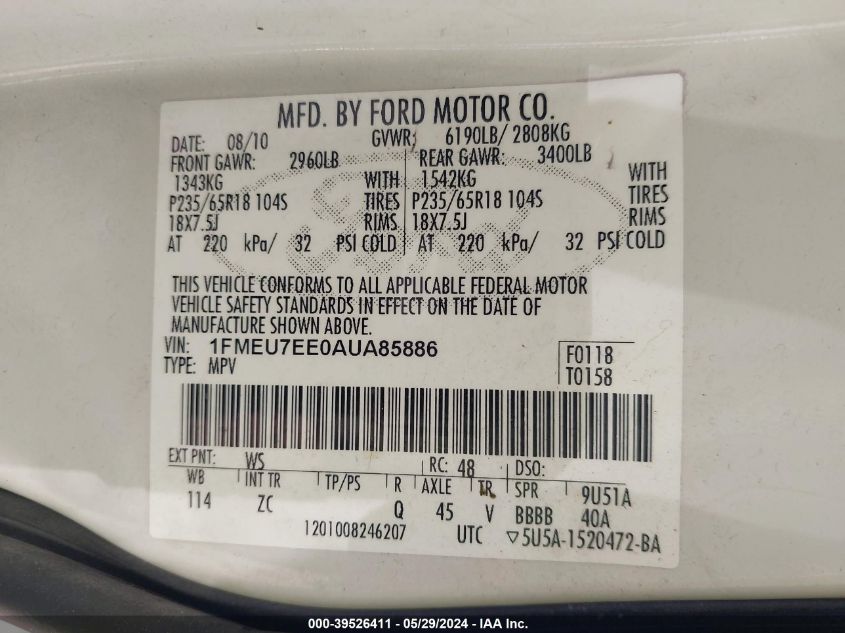 MFD. BY FORD MOTOR CO.
DATE: 08/10 GVWR: 6190LB/ 2808KG
FRONT GAWR: 2960LB REAR GAWR: 3400LB
1343KG WITH 1542KG WITH
P235/65R18 104S TIRES P235/65R18 104S TIRES
18X7.5J RIMS 18X7.5J RIMS
AT 220 kPa/ 32 PSI COLD AT 220 kPa/ 32 PSI COLD
THIS VEHICLE CONFORMS TO ALL APPLICABLE FEDERAL MOTOR
VEHICLE SAFETY STANDARDS IN EFFECT ON THE DATE OF
MANUFACTURE SHOWN ABOVE.
VIN: 1FMEU7EE0AUA85886 F0118
TYPE: MPV T0158
EXT PNT: WS RC: 48 DSO:
WB INT TR TP/PS R AXLE TR SPR 9U51A
114 ZC Q 45 V BBBB 40A
1201008246207 UTC ▽5U5A-1520472-BA
000-39526411 - 05/29/2024 - IAA Inc.